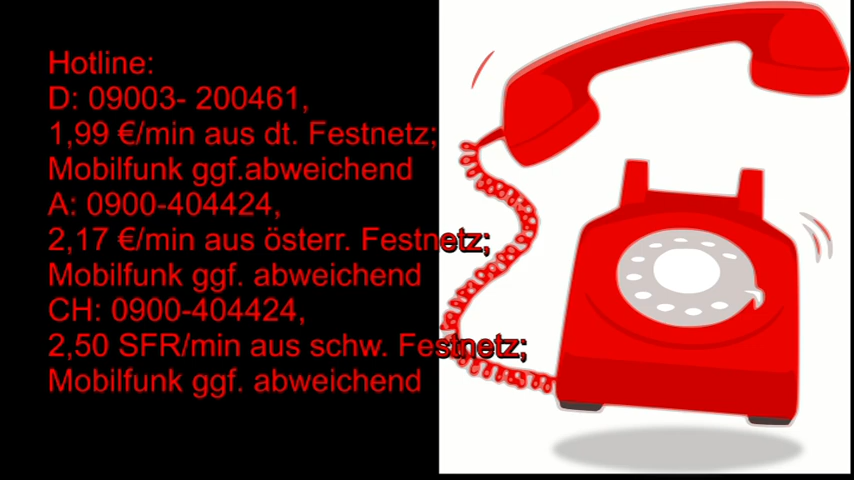 Hotline:
D: 09003- 200461,
1,99 €/min aus dt. Festnetz;
Mobilfunk ggf.abweichend
A: 0900-404424,
2,17 €/min aus österr. Festnetz;
Mobilfunk ggf. abweichend
CH: 0900-404424,
2,50 SFR/min aus schw. Festnetz;
Mobilfunk ggf. abweichend